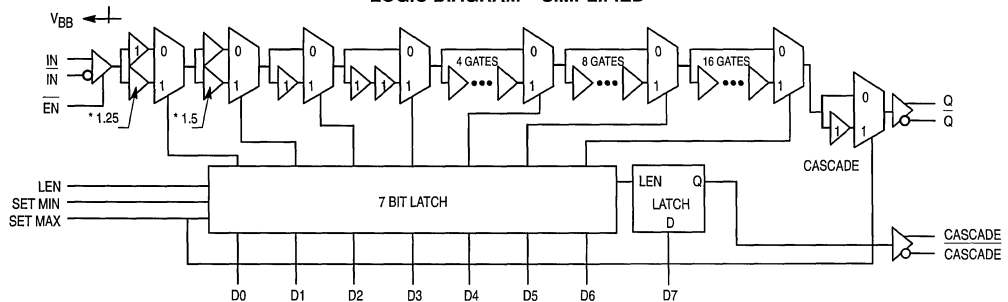 LOGIC DIAGRAM – SIMPLIFIED
VBB
IN
IN
EN
1
1
0
1
* 1.25
* 1.5
0
1
1
0
1
1
1
0
1
4 GATES
0
1
8 GATES
0
1
16 GATES
0
1
0
1
1
CASCADE
Q
Q
LEN
SET MIN
SET MAX
7 BIT LATCH
LEN Q
LATCH
D
CASCADE
CASCADE
D0 D1 D2 D3 D4 D5 D6 D7